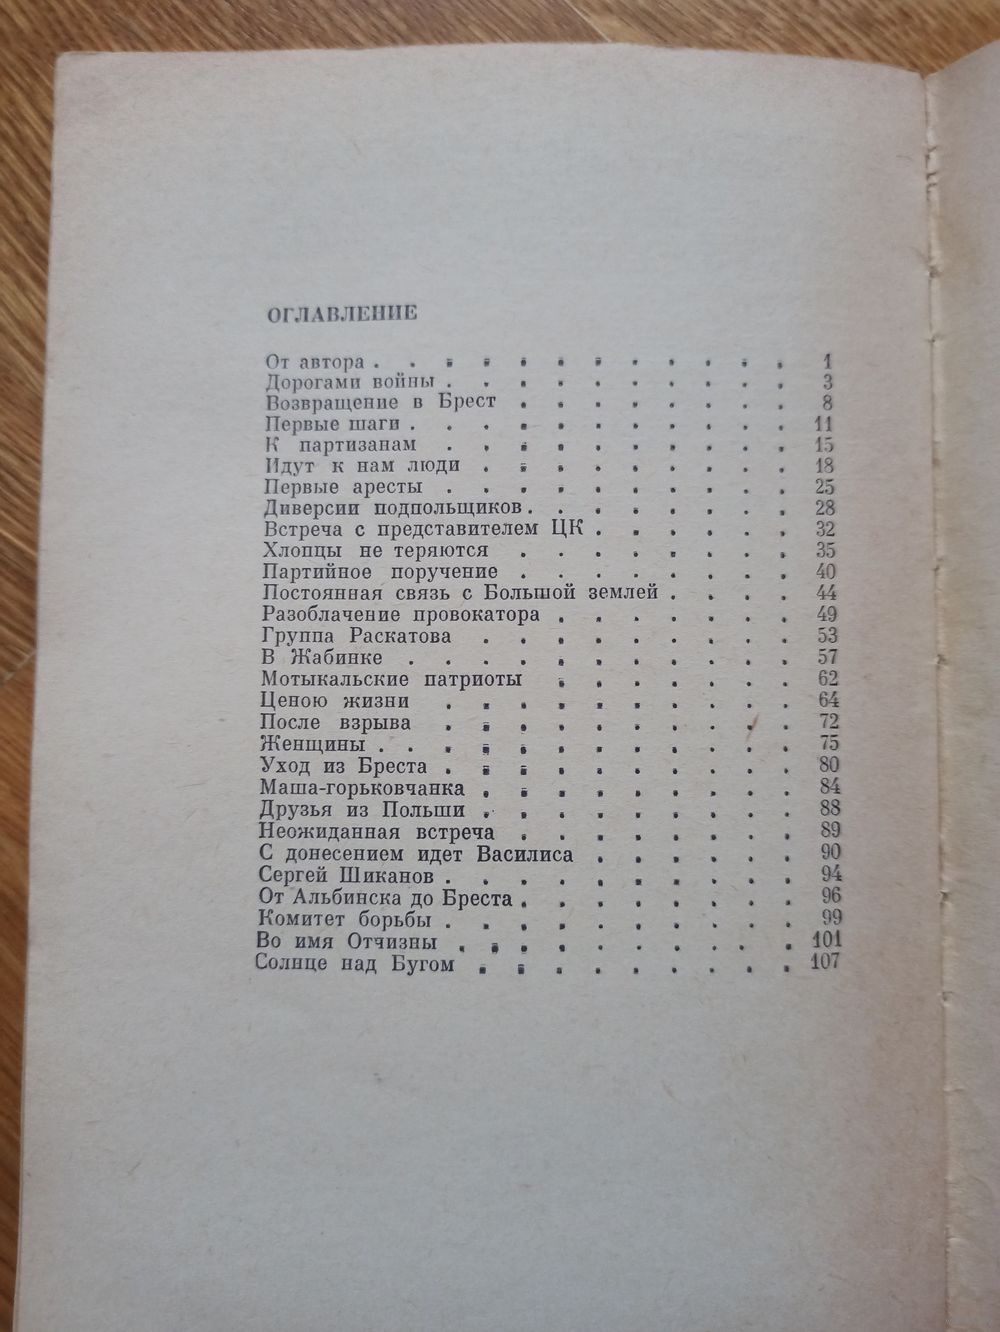 ОГЛАВЛЕНИЕ
От автора . . . . . . . . . . . . 1
Дорогами войны . . . . . . . . . . 3
Возвращение в Брест . . . . . . . . 8
Первые шаги . . . . . . . . . . . 11
К партизанам . . . . . . . . . . 15
Идут к нам люди . . . . . . . . . 18
Первые аресты . . . . . . . . . . 25
Диверсии подпольщиков . . . . . . . . 28
Встреча с представителем ЦК . . . . . . 32
Хлопцы не теряются . . . . . . . . 35
Партийное поручение . . . . . . . . 40
Постоянная связь с Большой землей . . . . 44
Разоблачение провокатора . . . . . . . 49
Группа Раскатова . . . . . . . . . 53
В Жабинке . . . . . . . . . . . 57
Мотыкальские патриоты . . . . . . . 62
Ценою жизни . . . . . . . . . . 64
После взрыва . . . . . . . . . . 72
Женщины . . . . . . . . . . . . 75
Уход из Бреста . . . . . . . . . . 80
Маша-горьковчанка . . . . . . . . . 84
Друзья из Польши . . . . . . . . . 88
Неожиданная встреча . . . . . . . . 89
С донесением идет Василиса . . . . . . 90
Сергей Шиканов . . . . . . . . . . 94
От Альбинска до Бреста . . . . . . . . 96
Комитет борьбы . . . . . . . . . . 99
Во имя Отчизны . . . . . . . . . . 101
Солнце над Бугом . . . . . . . . . 107